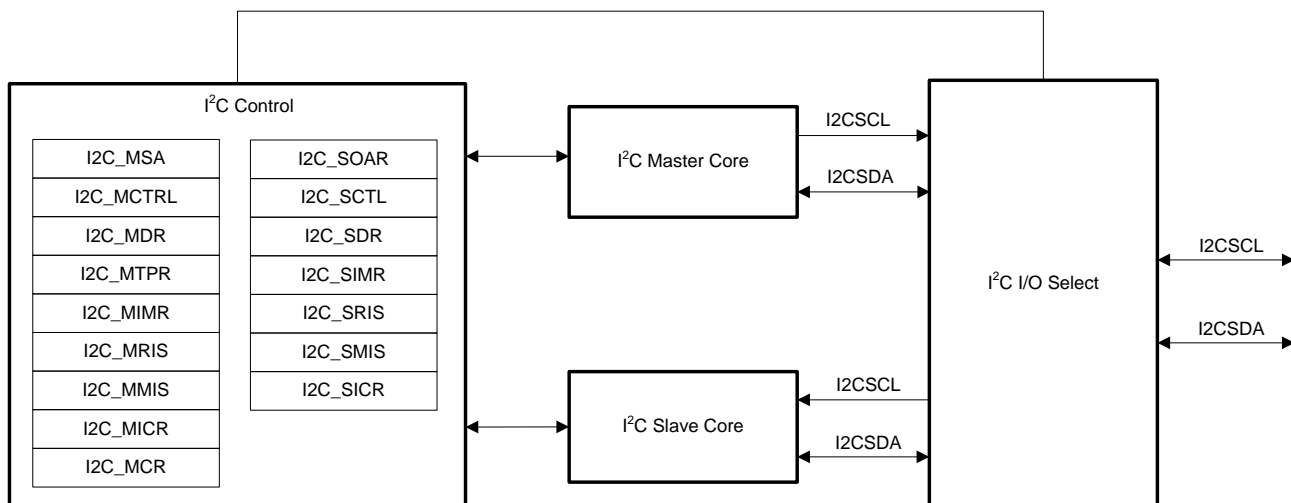 I²C Control
I2C_MSA
I2C_MCTRL
I2C_MDR
I2C_MTPR
I2C_MIMR
I2C_MRIS
I2C_MMIS
I2C_MICR
I2C_MCR
I2C_SOAR
I2C_SCTL
I2C_SDR
I2C_SIMR
I2C_SRIS
I2C_SMIS
I2C_SICR
I²C Master Core
I2CSCL
I2CSDA
I²C Slave Core
I2CSCL
I2CSDA
I²C I/O Select
I2CSCL
I2CSDA